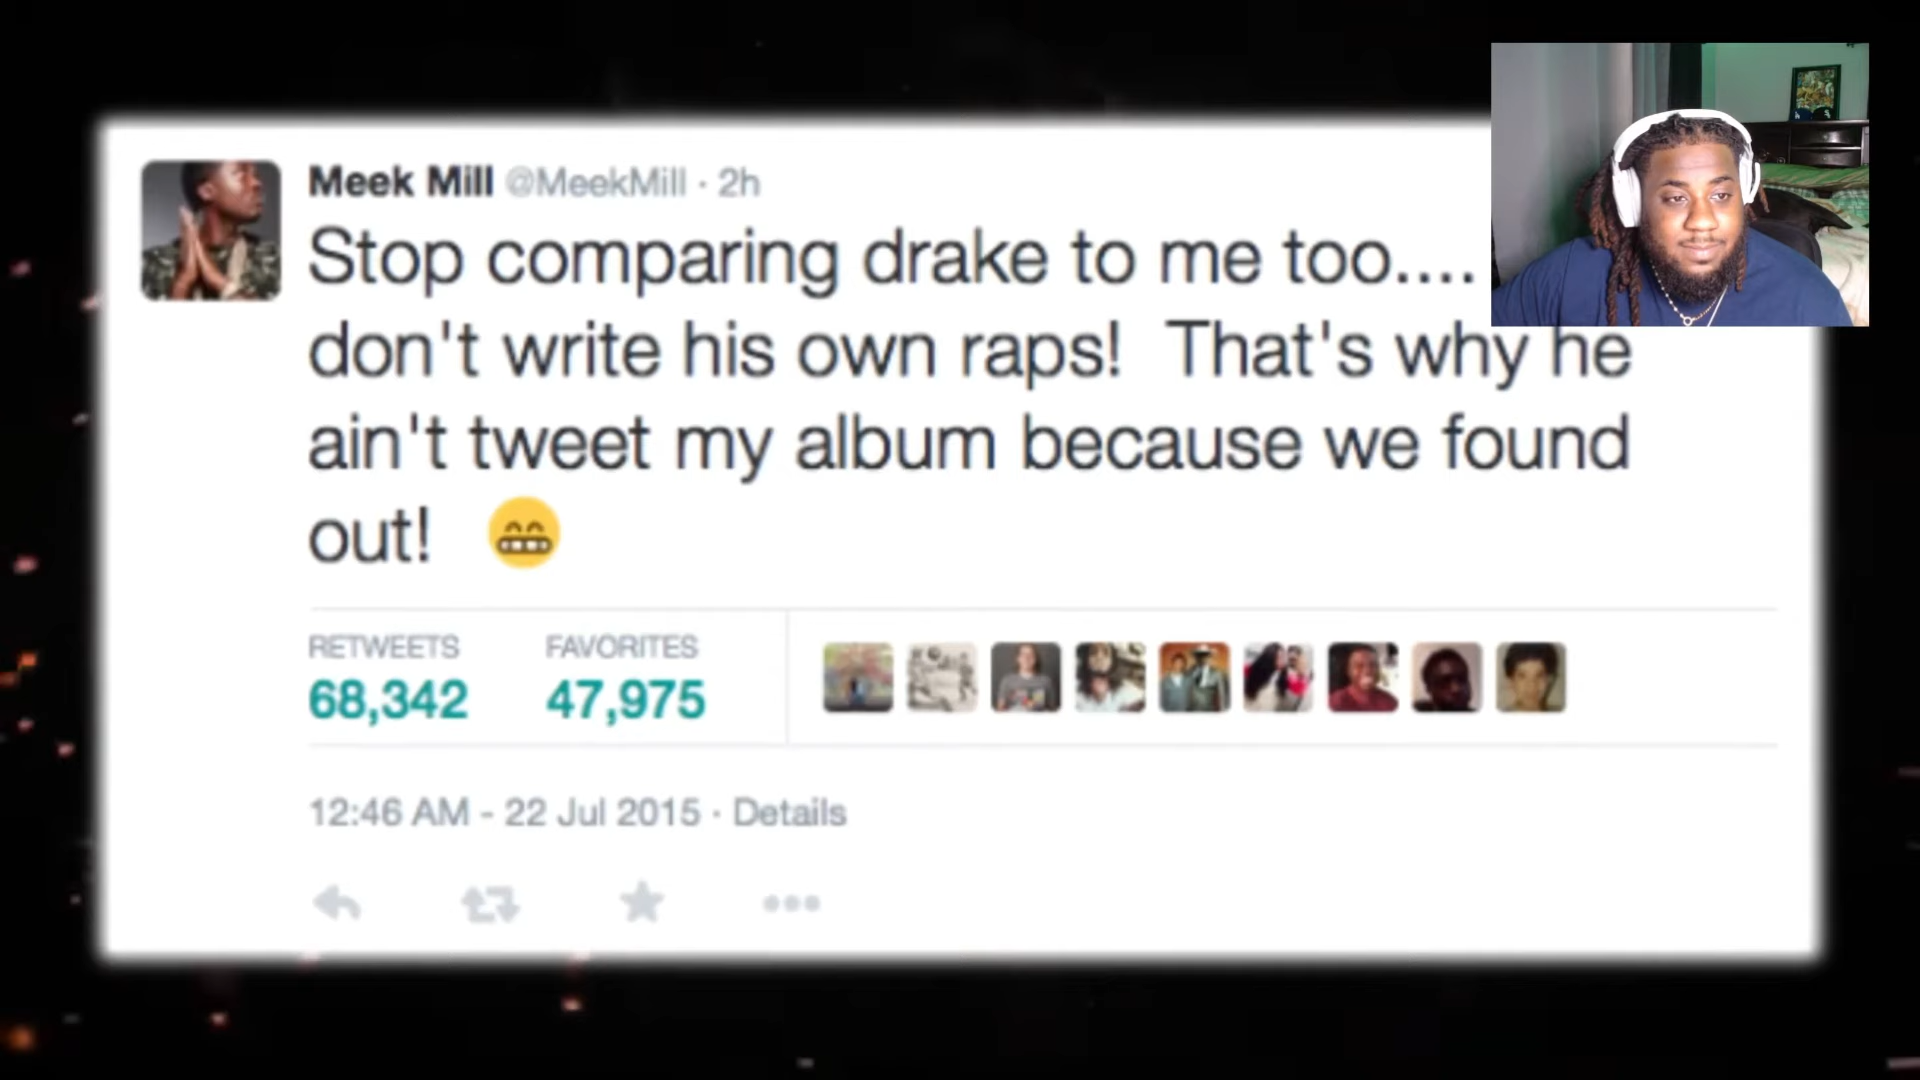 Meek Mill @MeekMill · 2h
Stop comparing drake to me too....
don't write his own raps!  That's why he
ain't tweet my album because we found
out! 😁
RETWEETS FAVORITES
68,342 47,975
12:46 AM - 22 Jul 2015 · Details